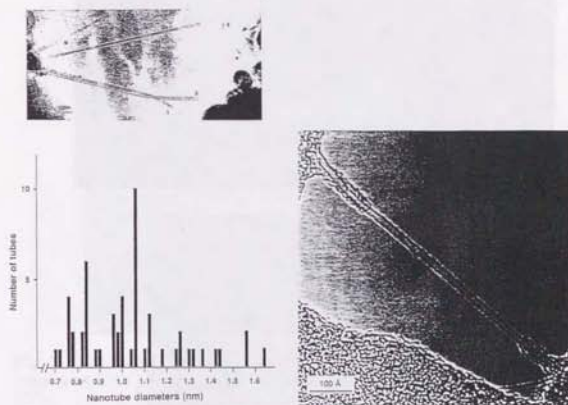 Number of tubes
10
5
0.7 0.8 0.9 1.0 1.1 1.2 1.3 1.4 1.5 1.6
Nanotube diameters (nm)
100 Å